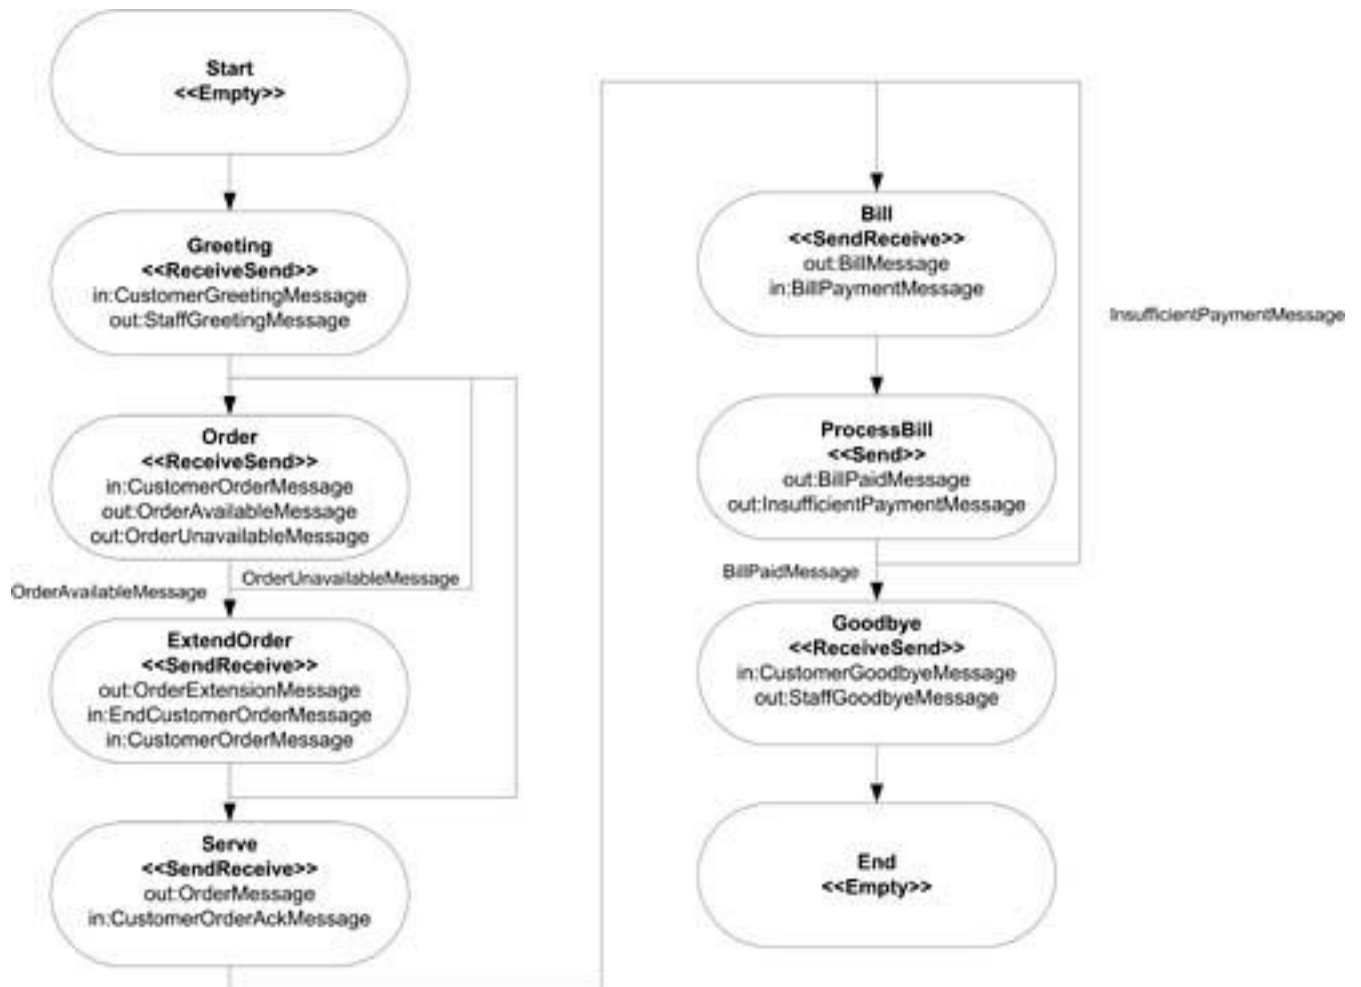 Start
<<Empty>>
Greeting
<<ReceiveSend>>
in:CustomerGreetingMessage
out:StaffGreetingMessage
Order
<<ReceiveSend>>
in:CustomerOrderMessage
out:OrderAvailableMessage
out:OrderUnavailableMessage
OrderAvailableMessage
OrderUnavailableMessage
ExtendOrder
<<SendReceive>>
out:OrderExtensionMessage
in:EndCustomerOrderMessage
in:CustomerOrderMessage
Serve
<<SendReceive>>
out:OrderMessage
in:CustomerOrderAckMessage
Bill
<<SendReceive>>
out:BillMessage
in:BillPaymentMessage
InsufficientPaymentMessage
ProcessBill
<<Send>>
out:BillPaidMessage
out:InsufficientPaymentMessage
BillPaidMessage
Goodbye
<<ReceiveSend>>
in:CustomerGoodbyeMessage
out:StaffGoodbyeMessage
End
<<Empty>>